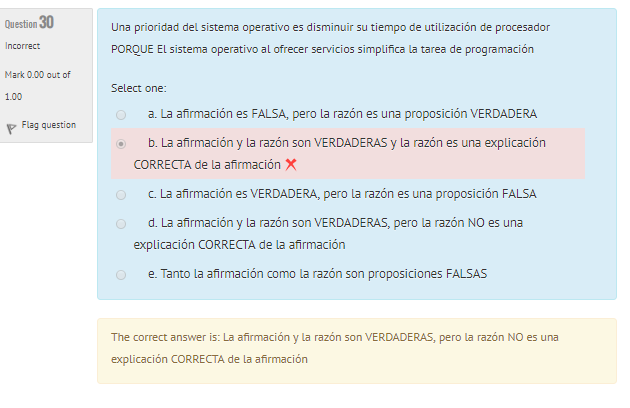 Question 30
Incorrect
Mark 0.00 out of
1.00
Flag question
Una prioridad del sistema operativo es disminuir su tiempo de utilización de procesador
PORQUE El sistema operativo al ofrecer servicios simplifica la tarea de programación
Select one:
a. La afirmación es FALSA, pero la razón es una proposición VERDADERA
b. La afirmación y la razón son VERDADERAS y la razón es una explicación
CORRECTA de la afirmación
c. La afirmación es VERDADERA, pero la razón es una proposición FALSA
d. La afirmación y la razón son VERDADERAS, pero la razón NO es una
explicación CORRECTA de la afirmación
e. Tanto la afirmación como la razón son proposiciones FALSAS
The correct answer is: La afirmación y la razón son VERDADERAS, pero la razón NO es una
explicación CORRECTA de la afirmación